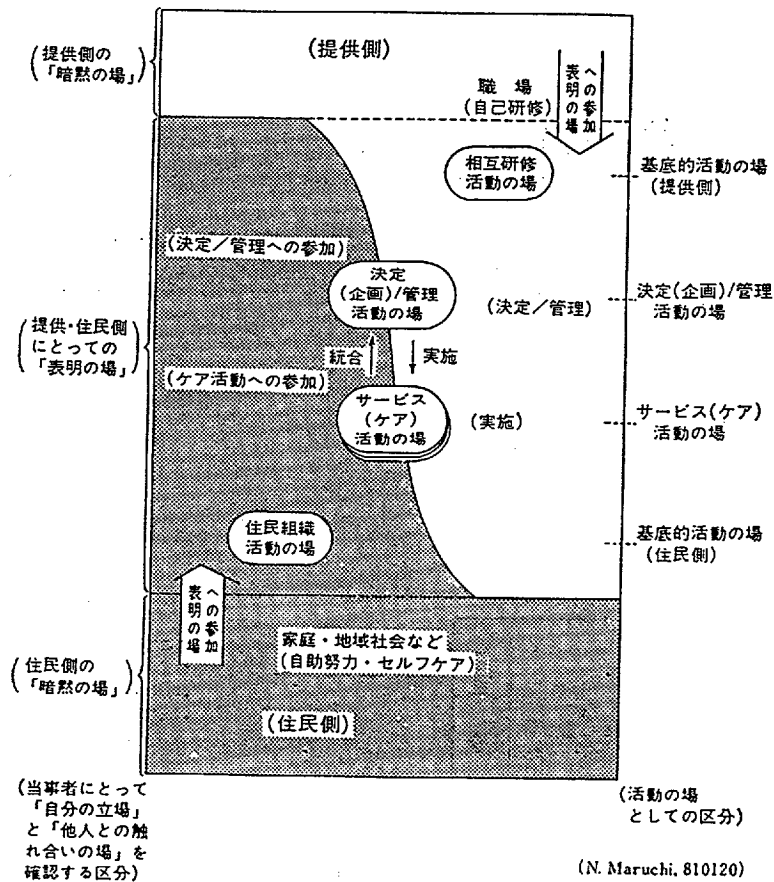 (提供側)
(提供側の
「暗黙の場」)
職場
(自己研修)
表明の場
への参加
相互研修
活動の場
基底的活動の場
(提供側)
(決定/管理への参加)
決定
(企画)/管理
活動の場
(決定/管理)
決定(企画)/管理
活動の場
(提供・住民側
にとっての
「表明の場」)
統合
実施
(ケア活動への参加)
サービス
(ケア)
活動の場
(実施)
サービス(ケア)
活動の場
住民組織
活動の場
基底的活動の場
(住民側)
表明の場
への参加
家庭・地域社会など
(自助努力・セルフケア)
(住民側の
「暗黙の場」)
(住民側)
(当事者にとって
「自分の立場」
と「他人との触
れ合いの場」を
確認する区分)
(活動の場
としての区分)
(N. Maruchi, 810120)